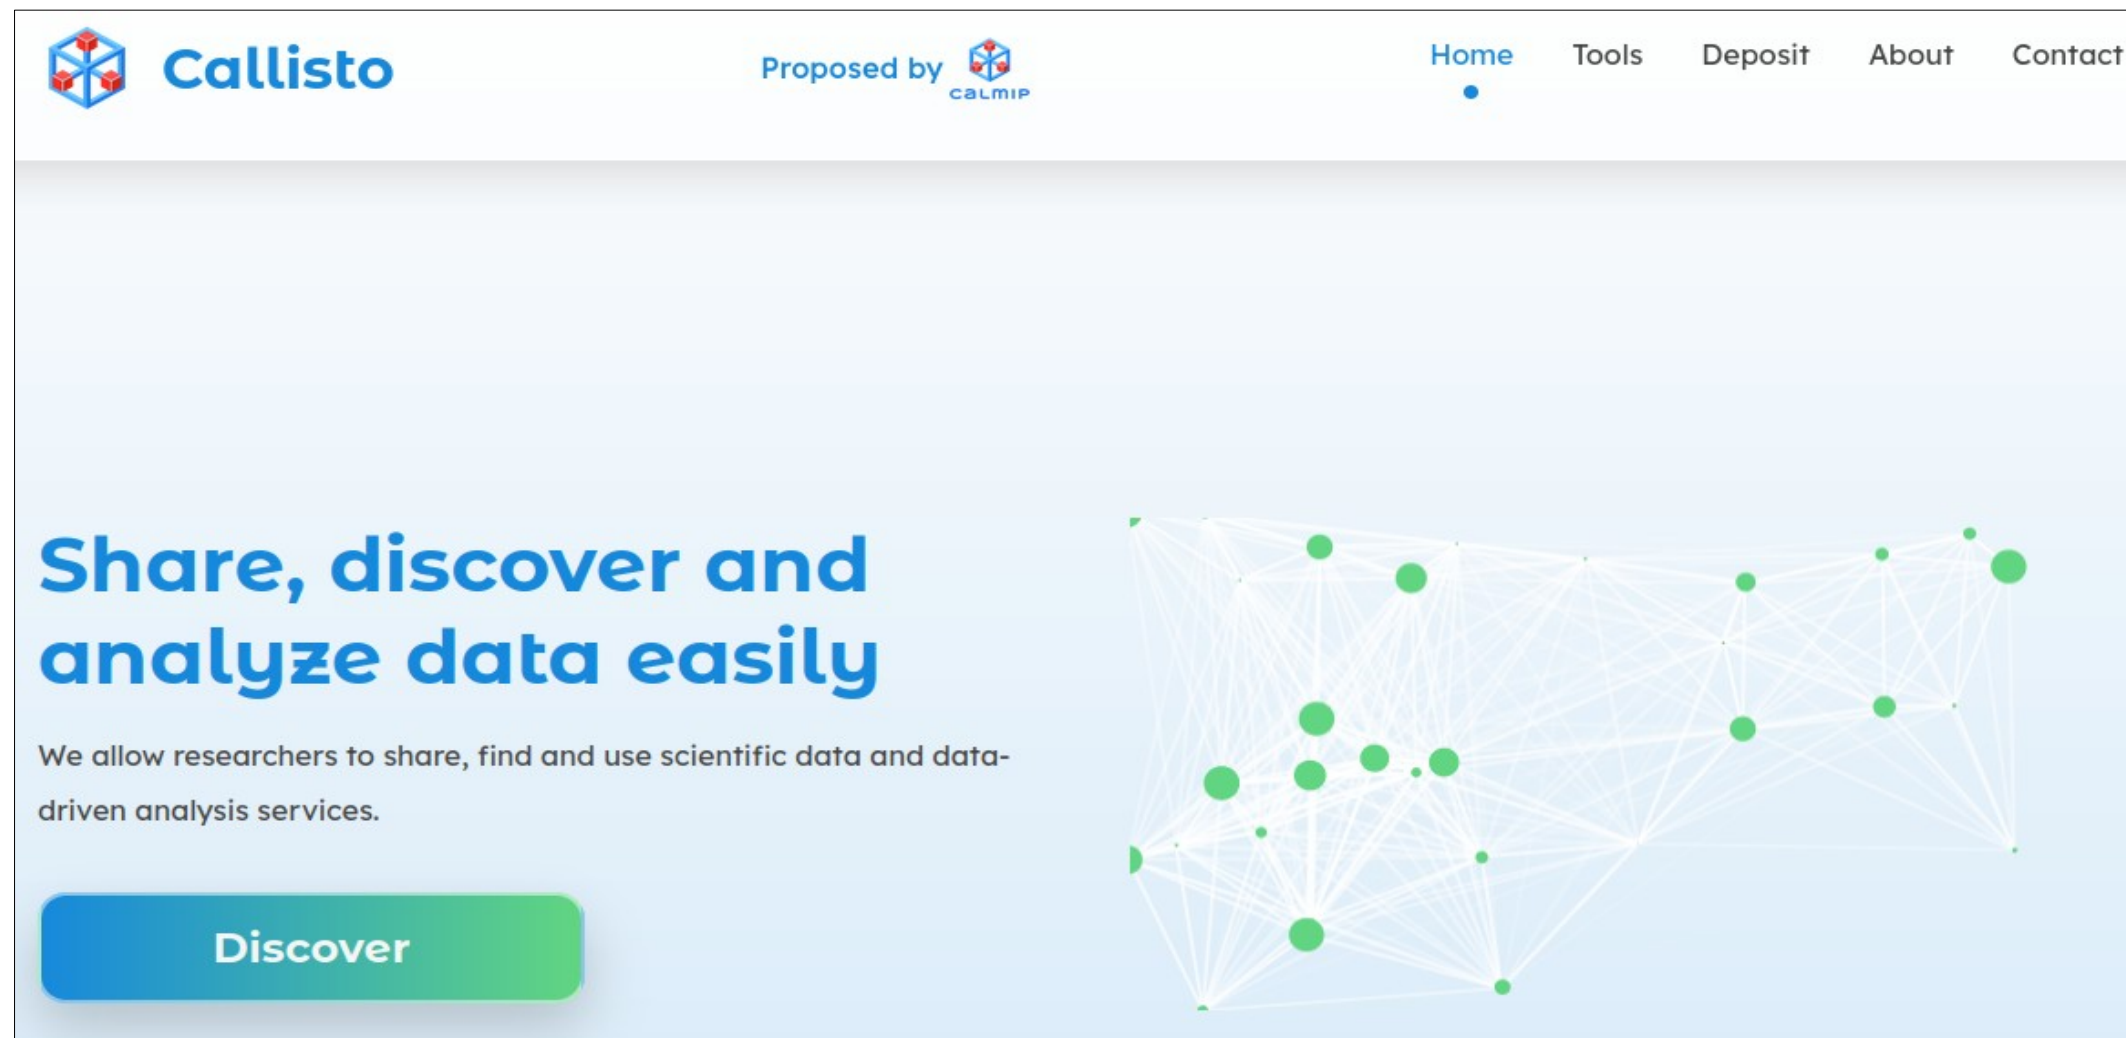 Callisto
Proposed by
CALMIP
Home Tools Deposit About Contact
Share, discover and
analyze data easily
We allow researchers to share, find and use scientific data and data-
driven analysis services.
Discover